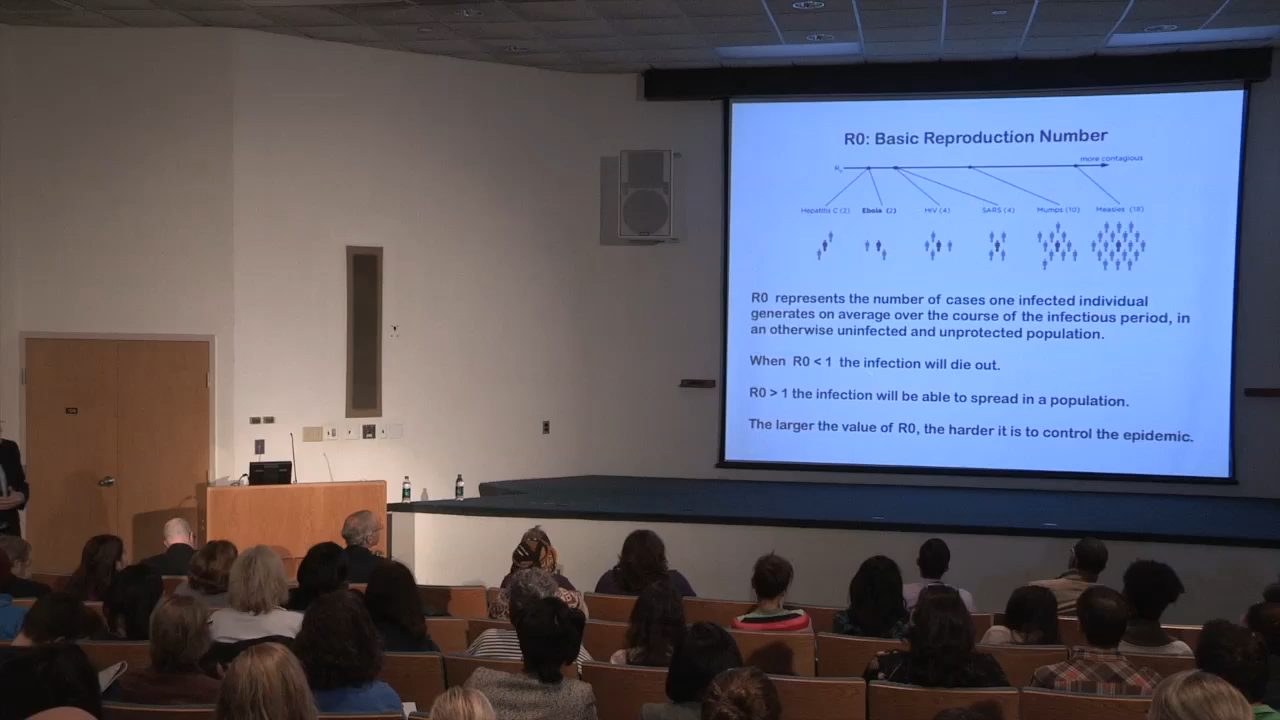 R0: Basic Reproduction Number
more contagious
R₀
Hepatitis C (2) Ebola (2) HIV (4) SARS (4) Mumps (10) Measles (18)
R0 represents the number of cases one infected individual
generates on average over the course of the infectious period, in
an otherwise uninfected and unprotected population.
When R0 < 1 the infection will die out.
R0 > 1 the infection will be able to spread in a population.
The larger the value of R0, the harder it is to control the epidemic.